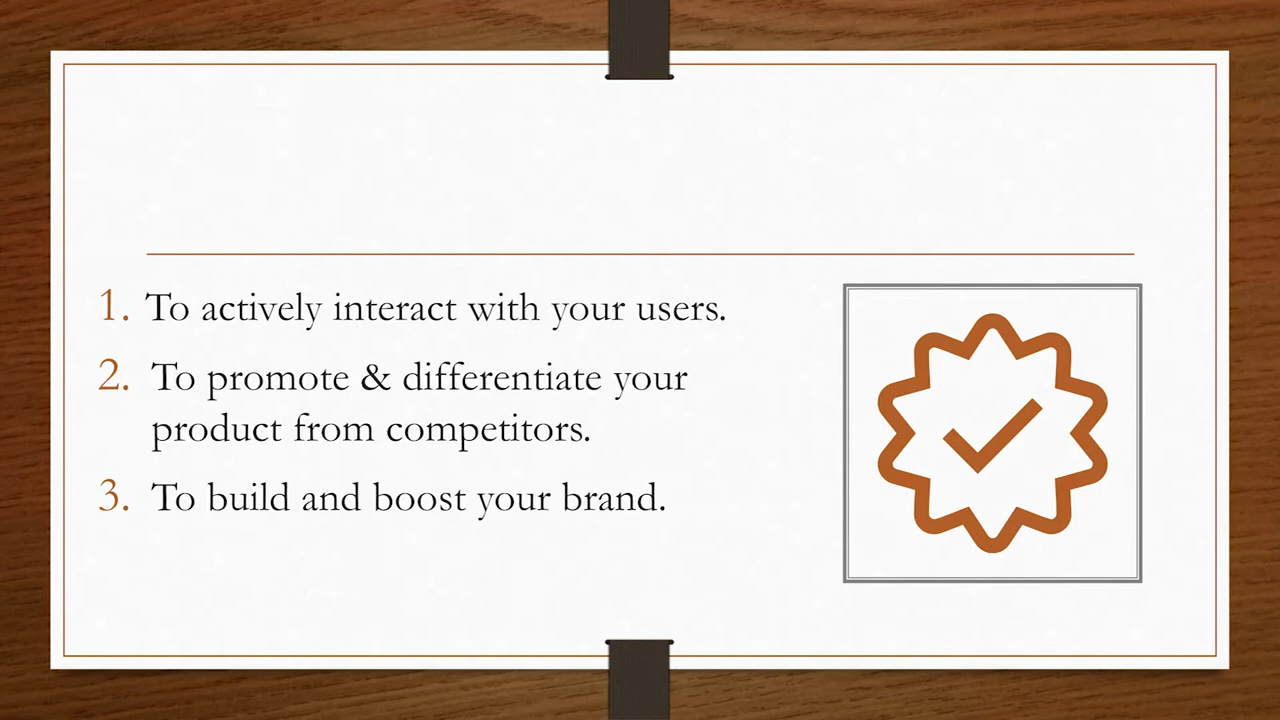 1. To actively interact with your users.
2. To promote & differentiate your
product from competitors.
3. To build and boost your brand.